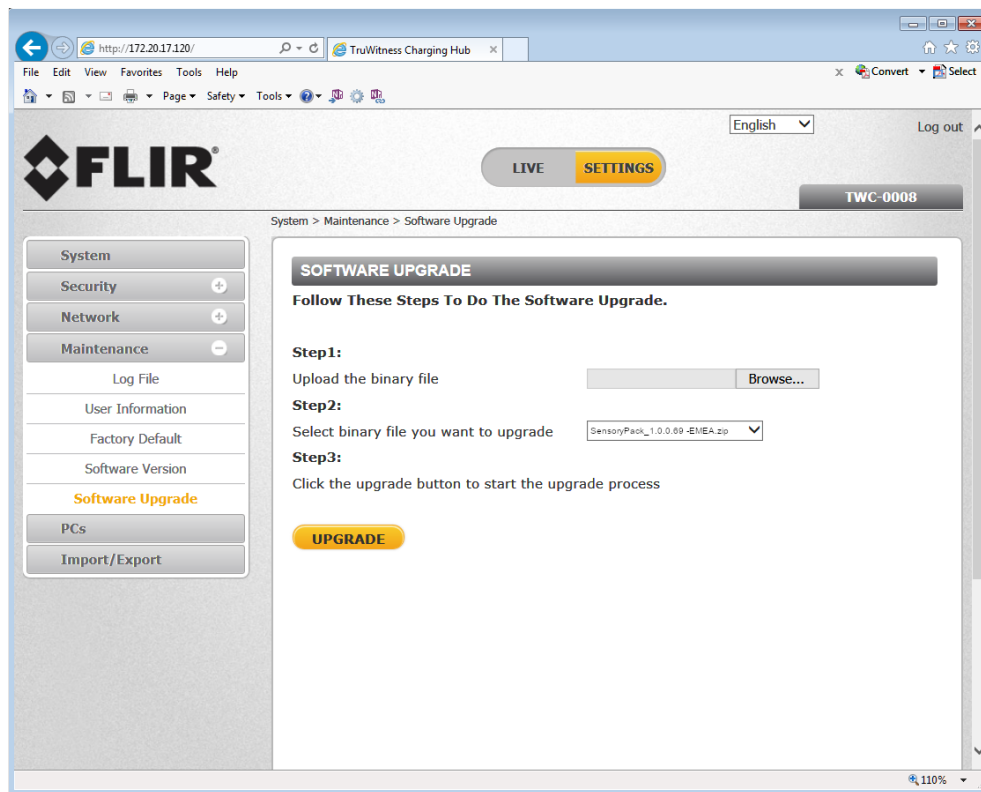 http://172.20.17.120/
TruWitness Charging Hub
File Edit View Favorites Tools Help
Convert Select
Page Safety Tools
English
Log out
FLIR®
LIVE SETTINGS
TWC-0008
System > Maintenance > Software Upgrade
System
Security
Network
Maintenance
Log File
User Information
Factory Default
Software Version
Software Upgrade
PCs
Import/Export
SOFTWARE UPGRADE
Follow These Steps To Do The Software Upgrade.
Step1:
Upload the binary file Browse...
Step2:
Select binary file you want to upgrade SensoryPack_1.0.0.69 -EMEA.zip
Step3:
Click the upgrade button to start the upgrade process
UPGRADE
110%